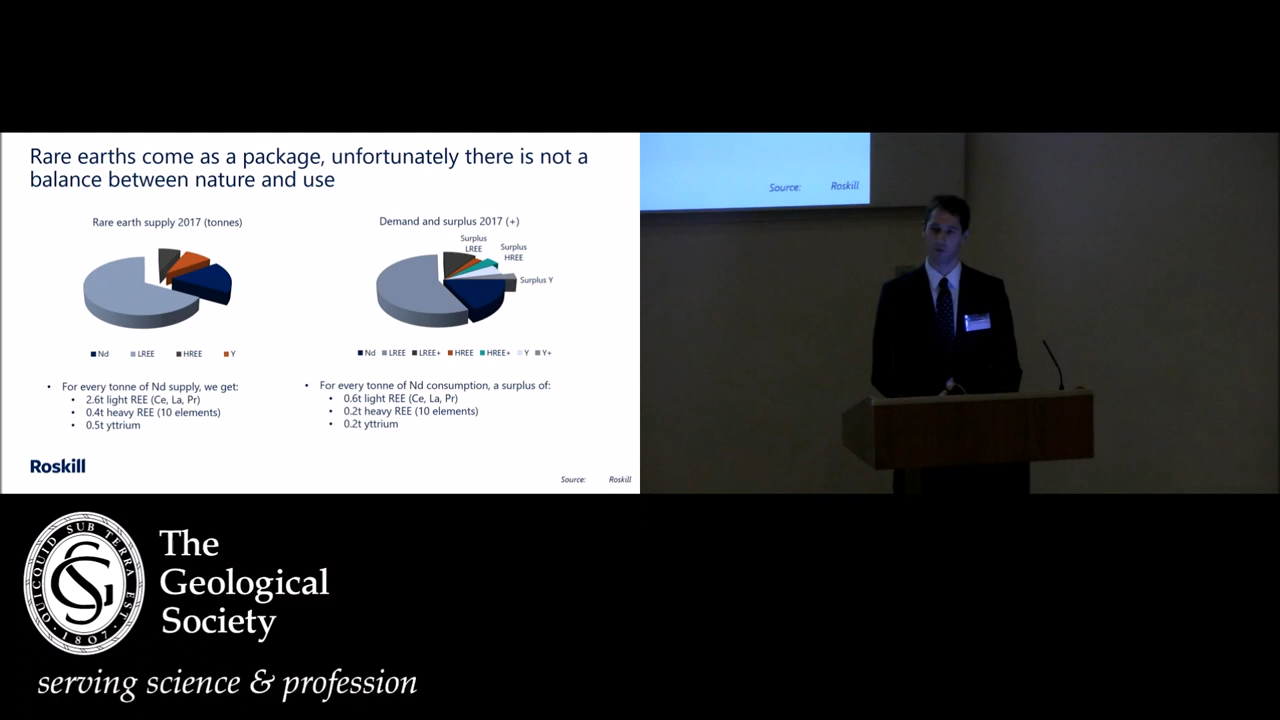 Rare earths come as a package, unfortunately there is not a
balance between nature and use
Rare earth supply 2017 (tonnes)
Nd LREE HREE Y
Demand and surplus 2017 (+)
Surplus
LREE
Surplus
HREE
Surplus Y
Nd LREE LREE+ HREE HREE+ Y Y+
• For every tonne of Nd supply, we get:
• 2.6t light REE (Ce, La, Pr)
• 0.4t heavy REE (10 elements)
• 0.5t yttrium
• For every tonne of Nd consumption, a surplus of:
• 0.6t light REE (Ce, La, Pr)
• 0.2t heavy REE (10 elements)
• 0.2t yttrium
Roskill
Source: Roskill
Source: Roskill
QUICQUID SUB TERRA EST
1807
The
Geological
Society
serving science & profession